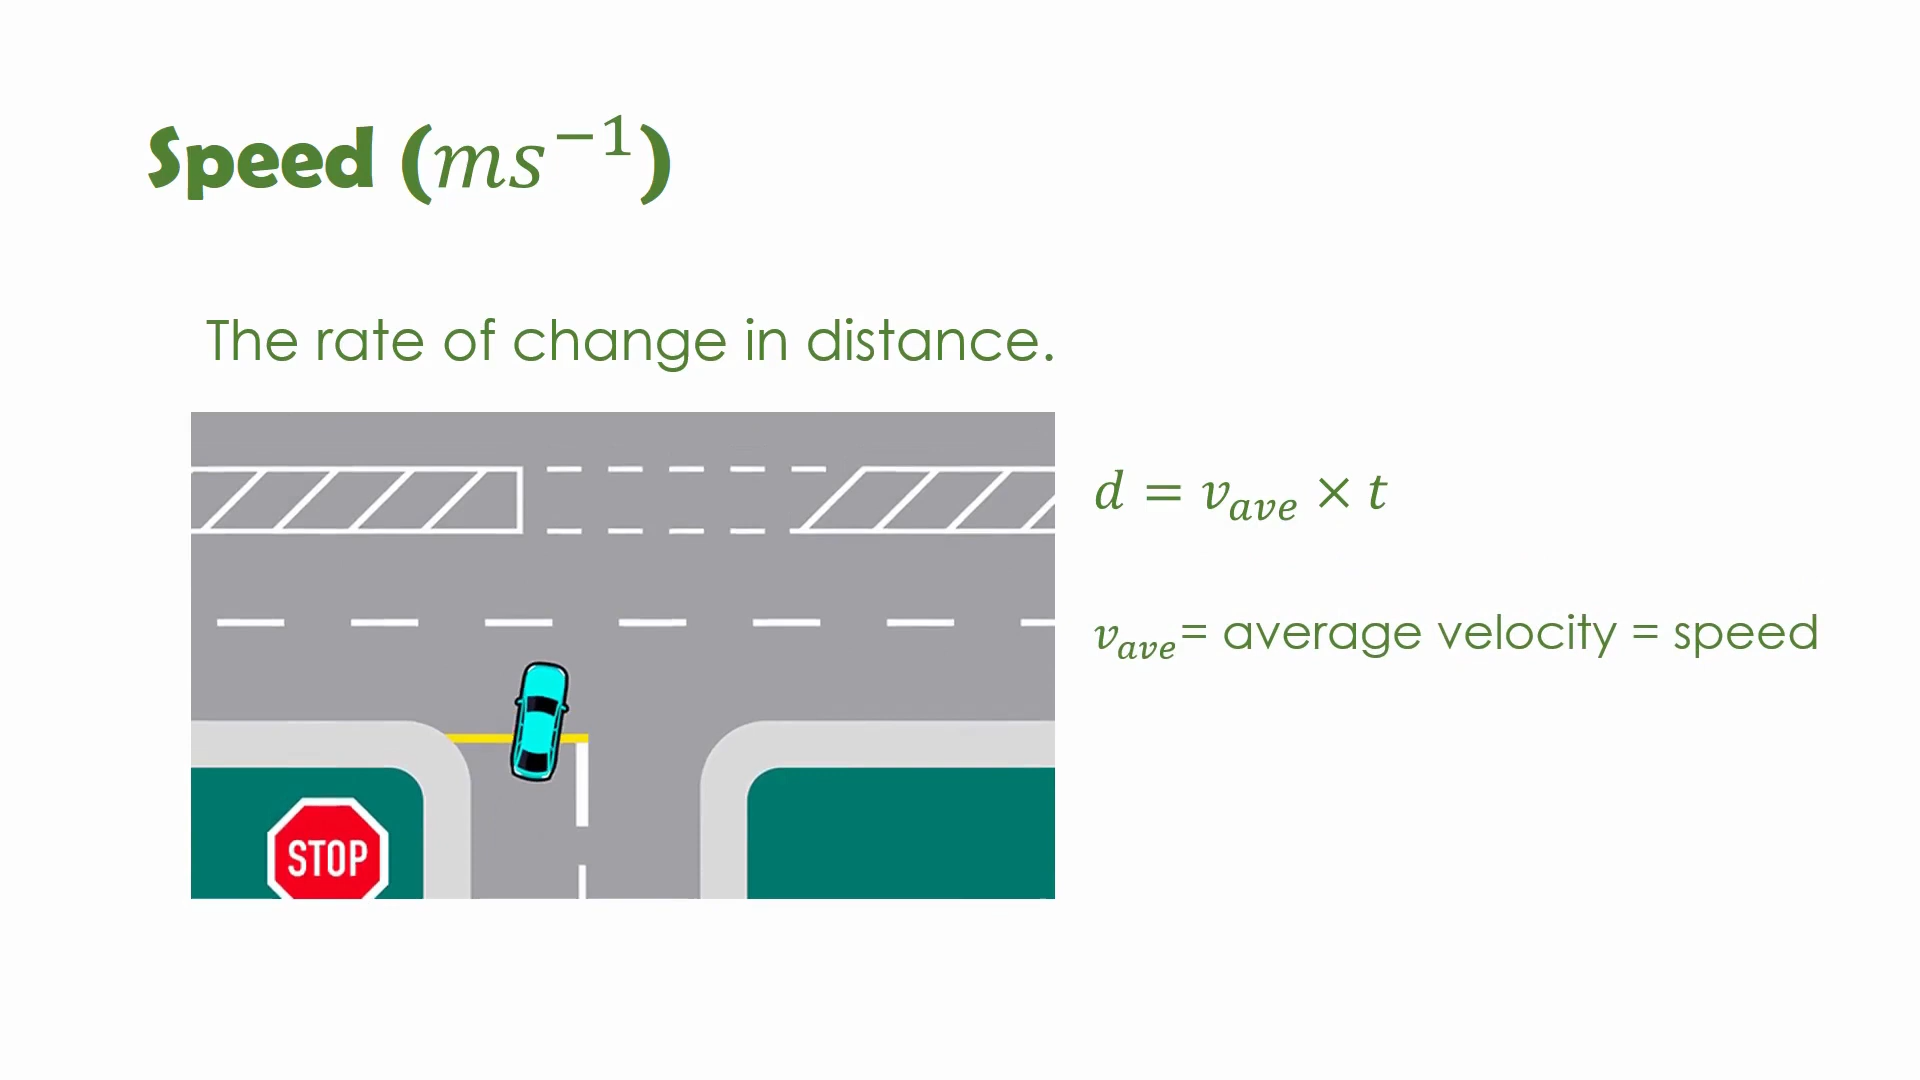 Speed (ms⁻¹)
The rate of change in distance.
d = vₐᵥₑ × t
vₐᵥₑ= average velocity = speed
STOP